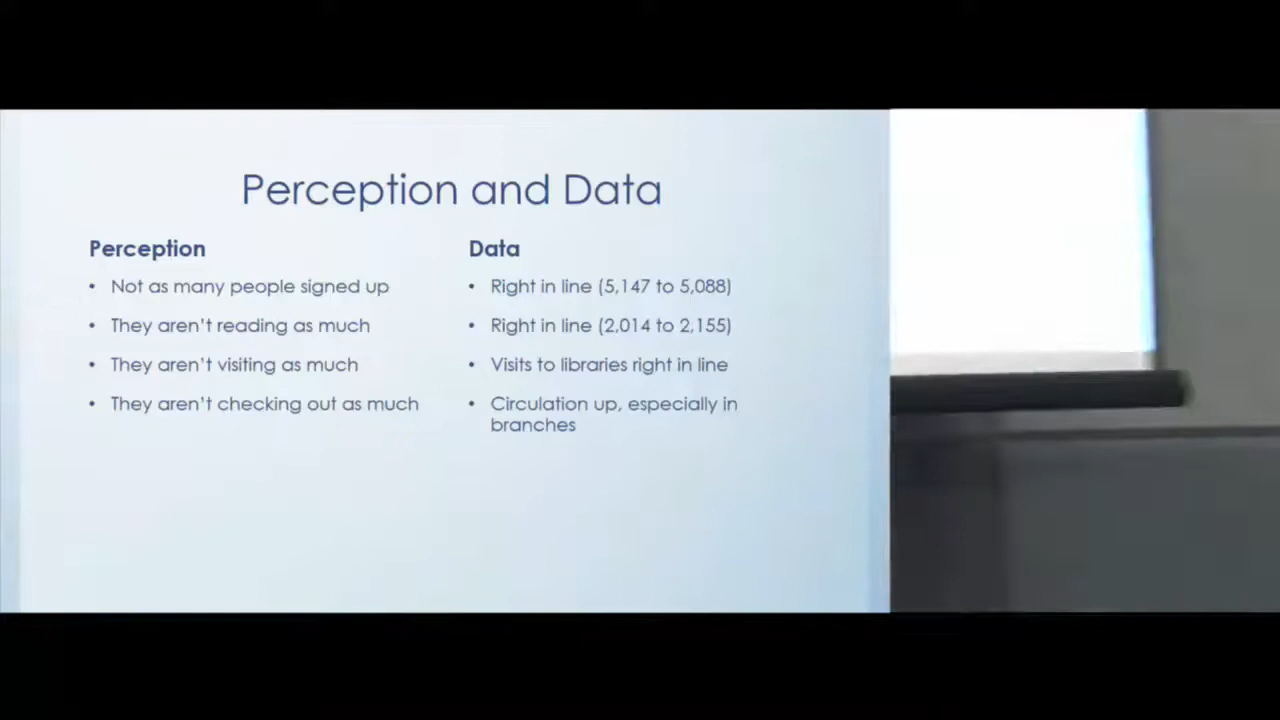 Perception and Data
Perception
• Not as many people signed up
• They aren't reading as much
• They aren't visiting as much
• They aren't checking out as much
Data
• Right in line (5,147 to 5,088)
• Right in line (2,014 to 2,155)
• Visits to libraries right in line
• Circulation up, especially in
branches